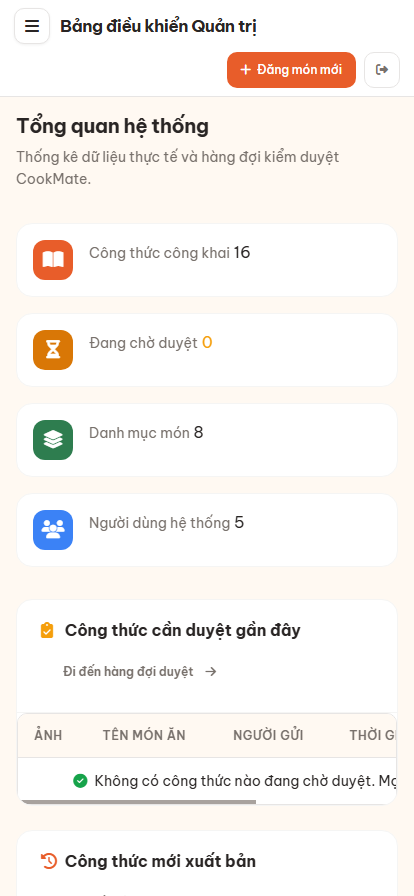 Bảng điều khiển Quản trị
Đăng món mới
Tổng quan hệ thống
Thống kê dữ liệu thực tế và hàng đợi kiểm duyệt
CookMate.
Công thức công khai 16
Đang chờ duyệt 0
Danh mục món 8
Người dùng hệ thống 5
Công thức cần duyệt gần đây
Đi đến hàng đợi duyệt
ẢNH TÊN MÓN ĂN NGƯỜI GỬI THỜI
Không có công thức nào đang chờ duyệt.
Công thức mới xuất bản